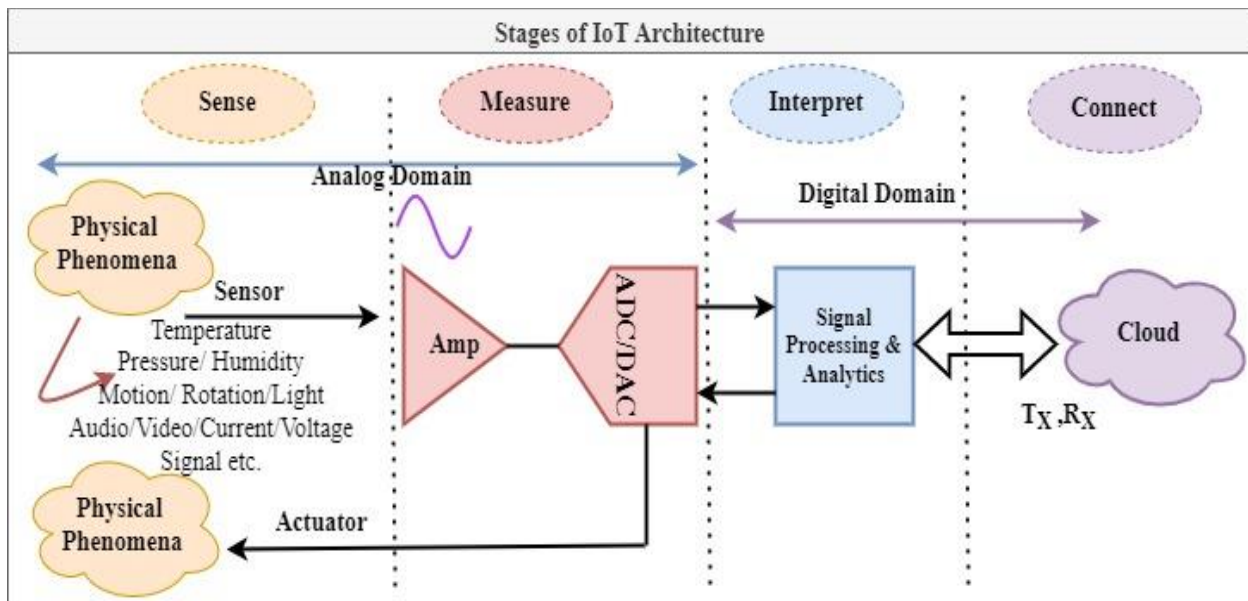 Stages of IoT Architecture
Sense
Measure
Interpret
Connect
Analog Domain
Digital Domain
Physical
Phenomena
Sensor
Temperature
Pressure/ Humidity
Motion/ Rotation/Light
Audio/Video/Current/Voltage
Signal etc.
Amp
ADC/DAC
Signal
Processing &
Analytics
Cloud
TX ,RX
Physical
Phenomena
Actuator